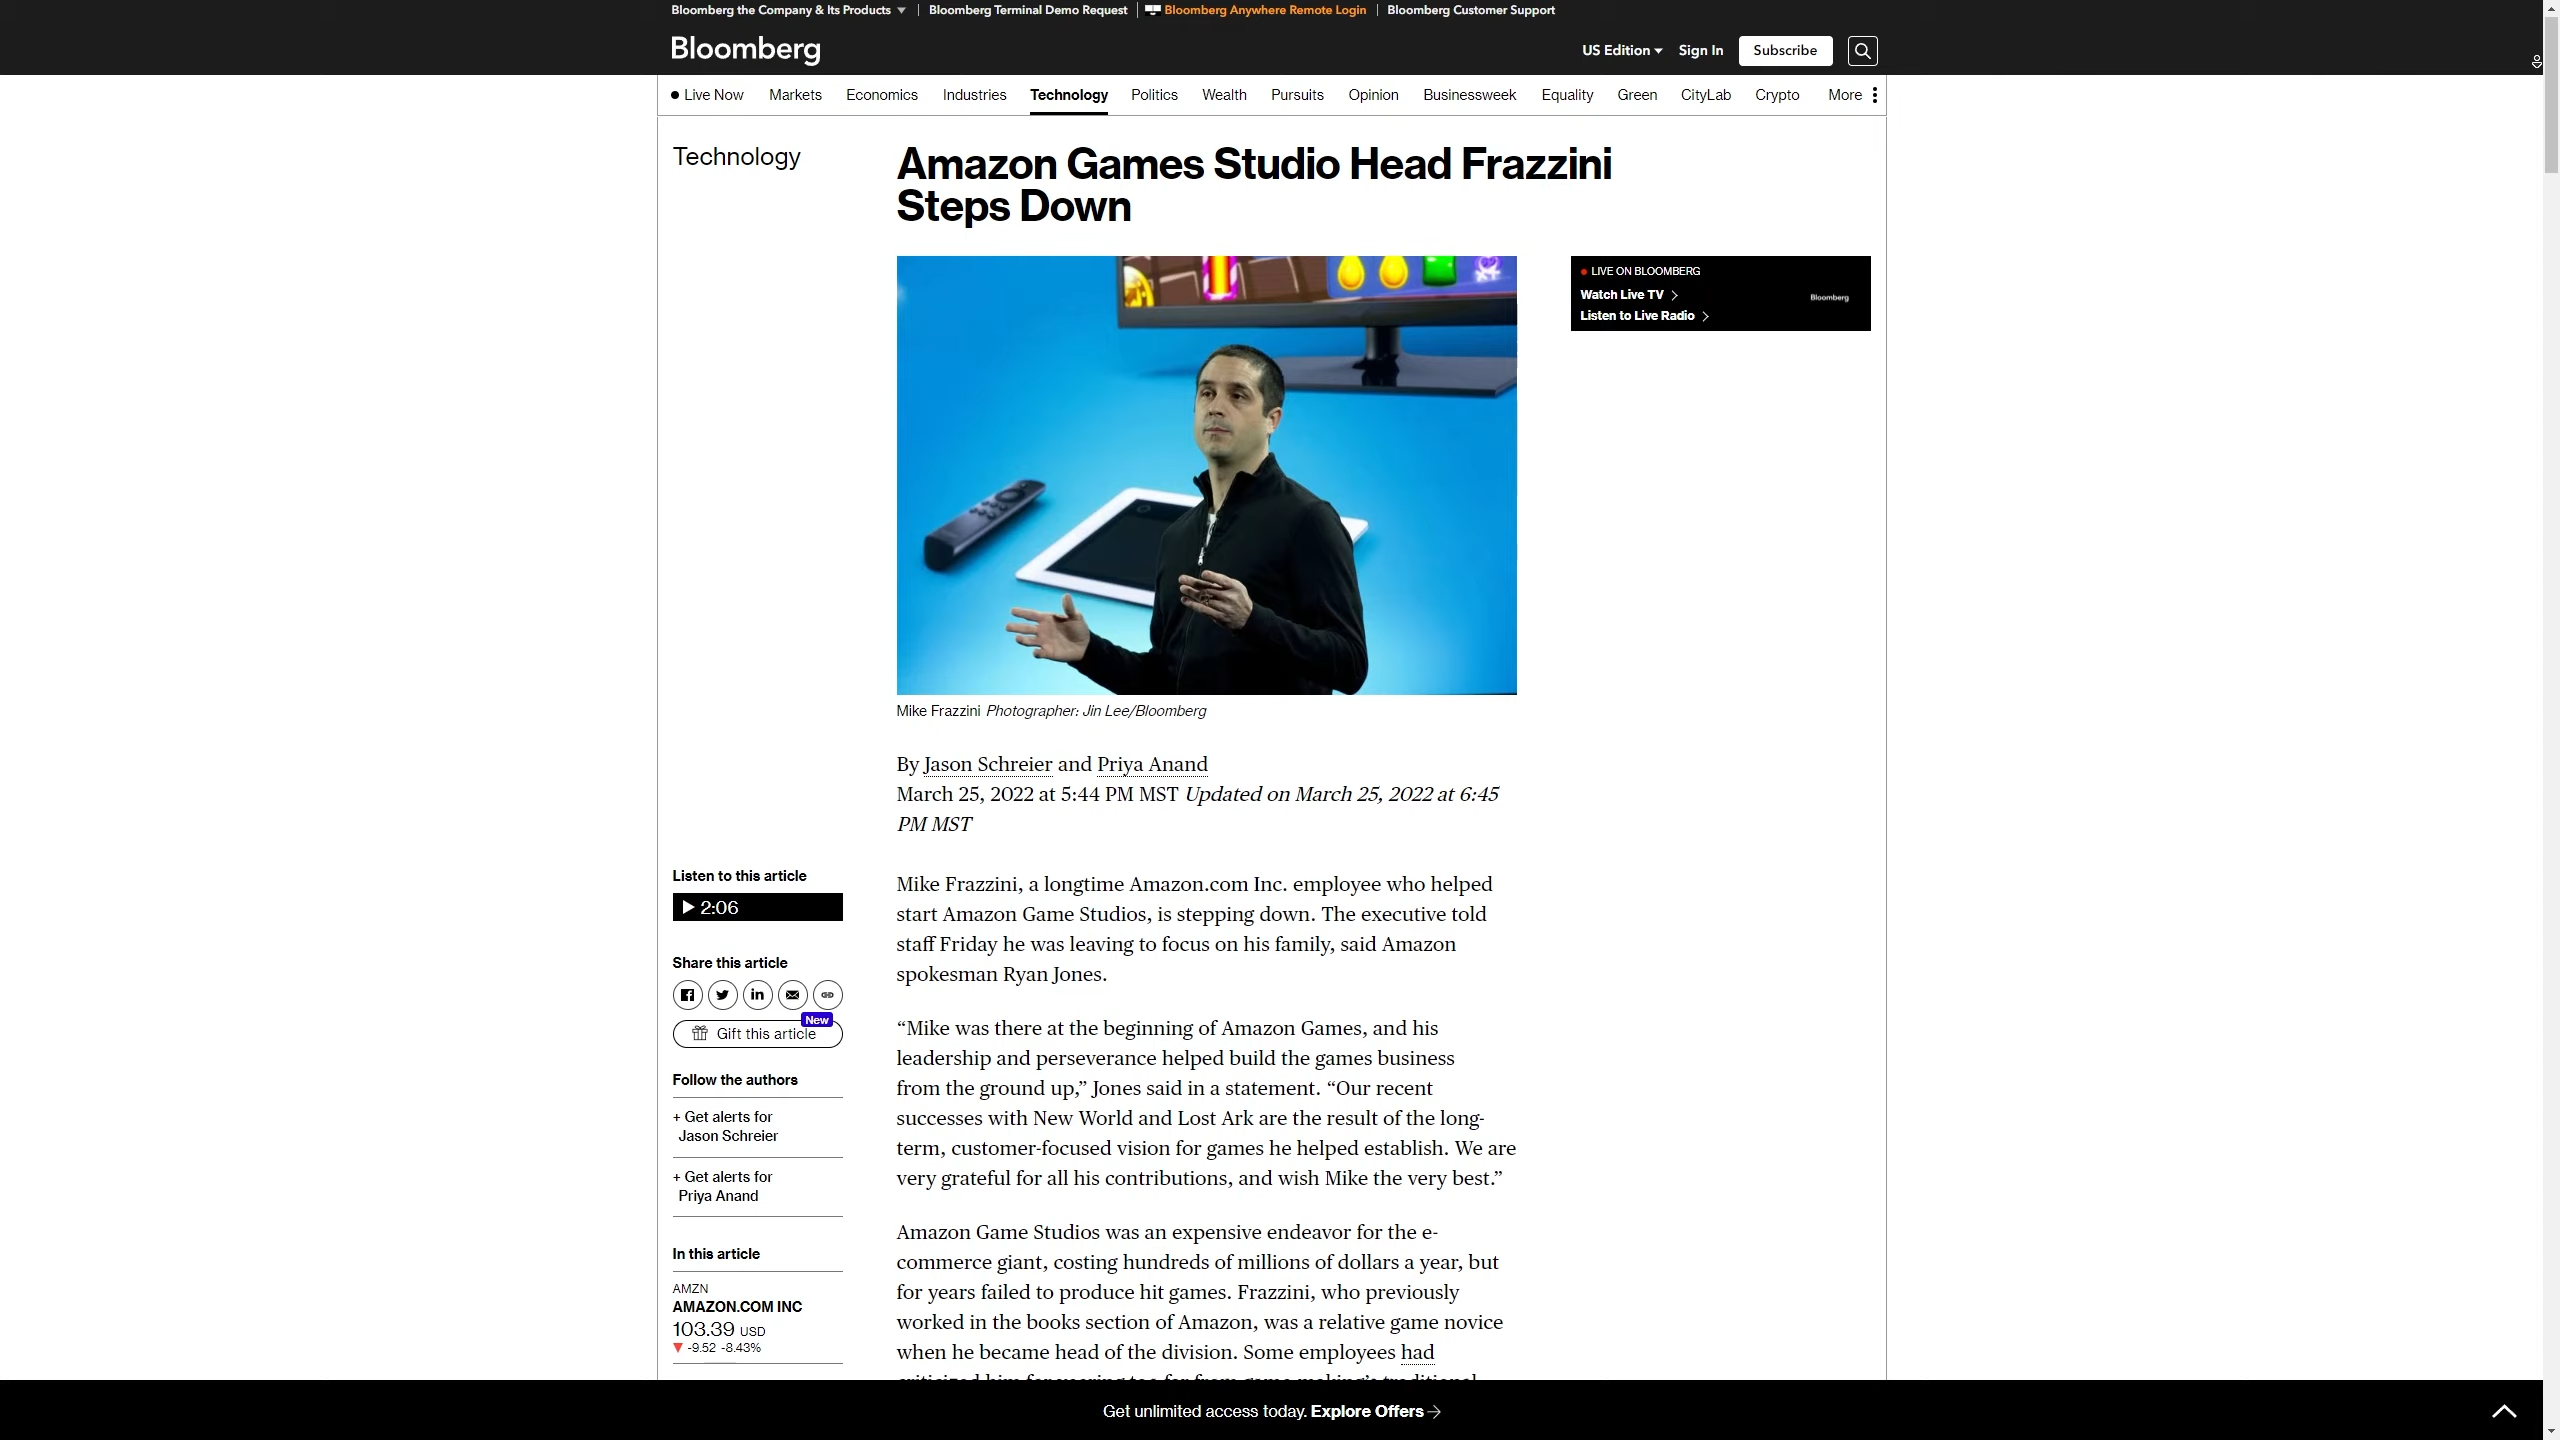 Bloomberg the Company & Its Products
Bloomberg Terminal Demo Request
Bloomberg Anywhere Remote Login
Bloomberg Customer Support
Bloomberg
US Edition
Sign In
Subscribe
Live Now
Markets
Economics
Industries
Technology
Politics
Wealth
Pursuits
Opinion
Businessweek
Equality
Green
CityLab
Crypto
More
Technology
Amazon Games Studio Head Frazzini
Steps Down
LIVE ON BLOOMBERG
Watch Live TV
Listen to Live Radio
Bloomberg
Mike Frazzini Photographer: Jin Lee/Bloomberg
By Jason Schreier and Priya Anand
March 25, 2022 at 5:44 PM MST Updated on March 25, 2022 at 6:45
PM MST
Listen to this article
2:06
Share this article
New
Gift this article
Follow the authors
+ Get alerts for
Jason Schreier
+ Get alerts for
Priya Anand
In this article
AMZN
AMAZON.COM INC
103.39 USD
-9.52 -8.43%
Mike Frazzini, a longtime Amazon.com Inc. employee who helped
start Amazon Game Studios, is stepping down. The executive told
staff Friday he was leaving to focus on his family, said Amazon
spokesman Ryan Jones.
“Mike was there at the beginning of Amazon Games, and his
leadership and perseverance helped build the games business
from the ground up,” Jones said in a statement. “Our recent
successes with New World and Lost Ark are the result of the long-
term, customer-focused vision for games he helped establish. We are
very grateful for all his contributions, and wish Mike the very best.”
Amazon Game Studios was an expensive endeavor for the e-
commerce giant, costing hundreds of millions of dollars a year, but
for years failed to produce hit games. Frazzini, who previously
worked in the books section of Amazon, was a relative game novice
when he became head of the division. Some employees had
criticized him for veering too far from game-making’s traditional
Get unlimited access today. Explore Offers